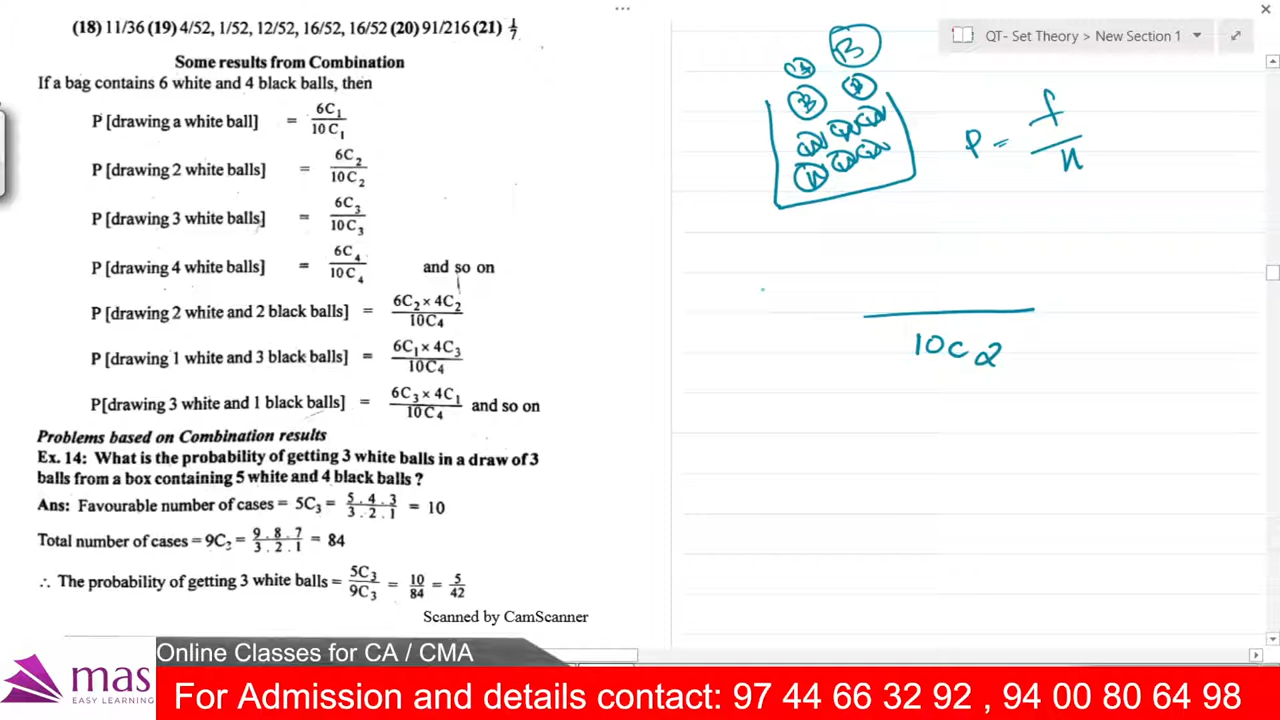 (18) 11/36 (19) 4/52, 1/52, 12/52, 16/52, 16/52 (20) 91/216 (21) 1/7
Some results from Combination
If a bag contains 6 white and 4 black balls, then
P [drawing a white ball] = 6C1 / 10C1
P [drawing 2 white balls] = 6C2 / 10C2
P [drawing 3 white balls] = 6C3 / 10C3
P [drawing 4 white balls] = 6C4 / 10C4 and so on
P [drawing 2 white and 2 black balls] = 6C2 × 4C2 / 10C4
P [drawing 1 white and 3 black balls] = 6C1 × 4C3 / 10C4
P[drawing 3 white and 1 black balls] = 6C3 × 4C1 / 10C4 and so on
Problems based on Combination results
Ex. 14: What is the probability of getting 3 white balls in a draw of 3
balls from a box containing 5 white and 4 black balls ?
Ans: Favourable number of cases = 5C3 = 5 . 4 . 3 / 3 . 2 . 1 = 10
Total number of cases = 9C3 = 9 . 8 . 7 / 3 . 2 . 1 = 84
∴ The probability of getting 3 white balls = 5C3 / 9C3 = 10 / 84 = 5 / 42
Scanned by CamScanner
QT- Set Theory > New Section 1
B
B
P = f / n
10C2
mas
EASY LEARNING
Online Classes for CA / CMA
For Admission and details contact: 97 44 66 32 92 , 94 00 80 64 98